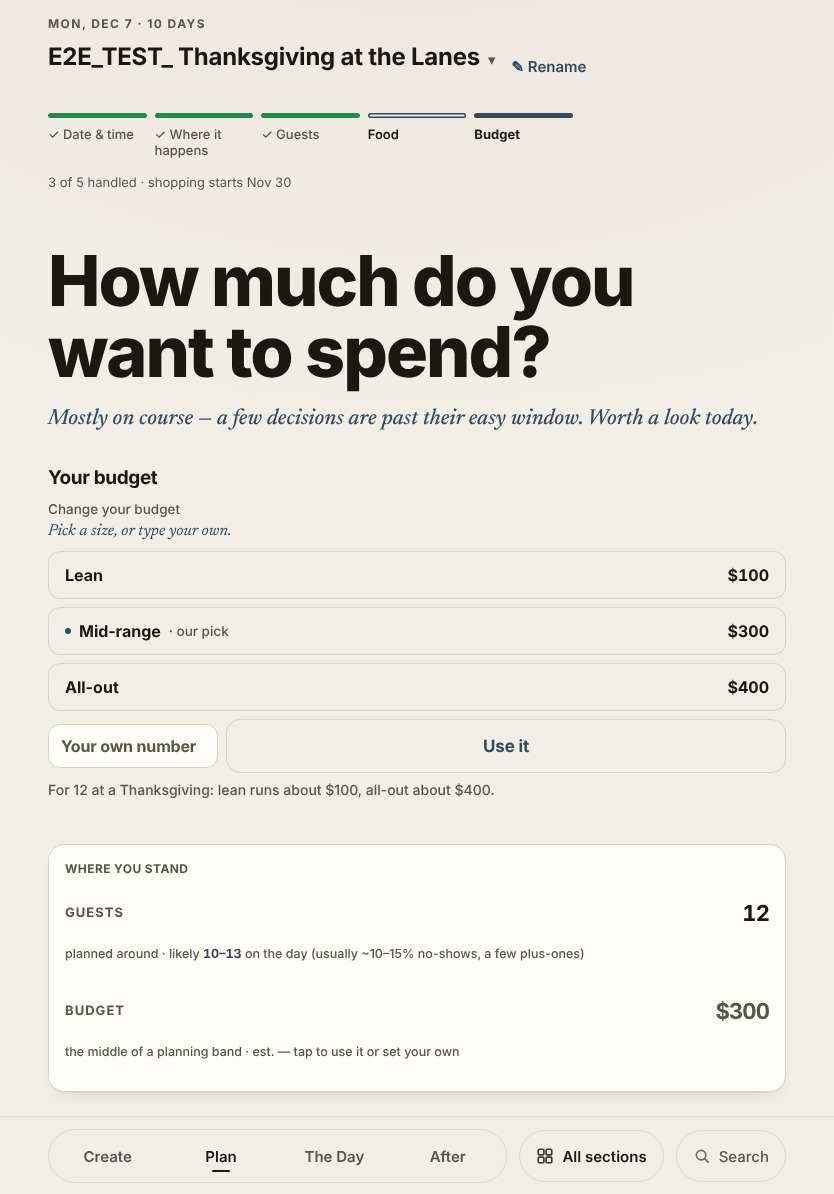 MON, DEC 7 · 10 DAYS
E2E_TEST_ Thanksgiving at the Lanes ▾ ✎ Rename
✓ Date & time
✓ Where it happens
✓ Guests
Food
Budget
3 of 5 handled · shopping starts Nov 30
How much do you
want to spend?
Mostly on course — a few decisions are past their easy window. Worth a look today.
Your budget
Change your budget
Pick a size, or type your own.
Lean $100
• Mid-range · our pick $300
All-out $400
Your own number Use it
For 12 at a Thanksgiving: lean runs about $100, all-out about $400.
WHERE YOU STAND
GUESTS 12
planned around · likely 10–13 on the day (usually ~10–15% no-shows, a few plus-ones)
BUDGET $300
the middle of a planning band · est. — tap to use it or set your own
Create Plan The Day After All sections Search